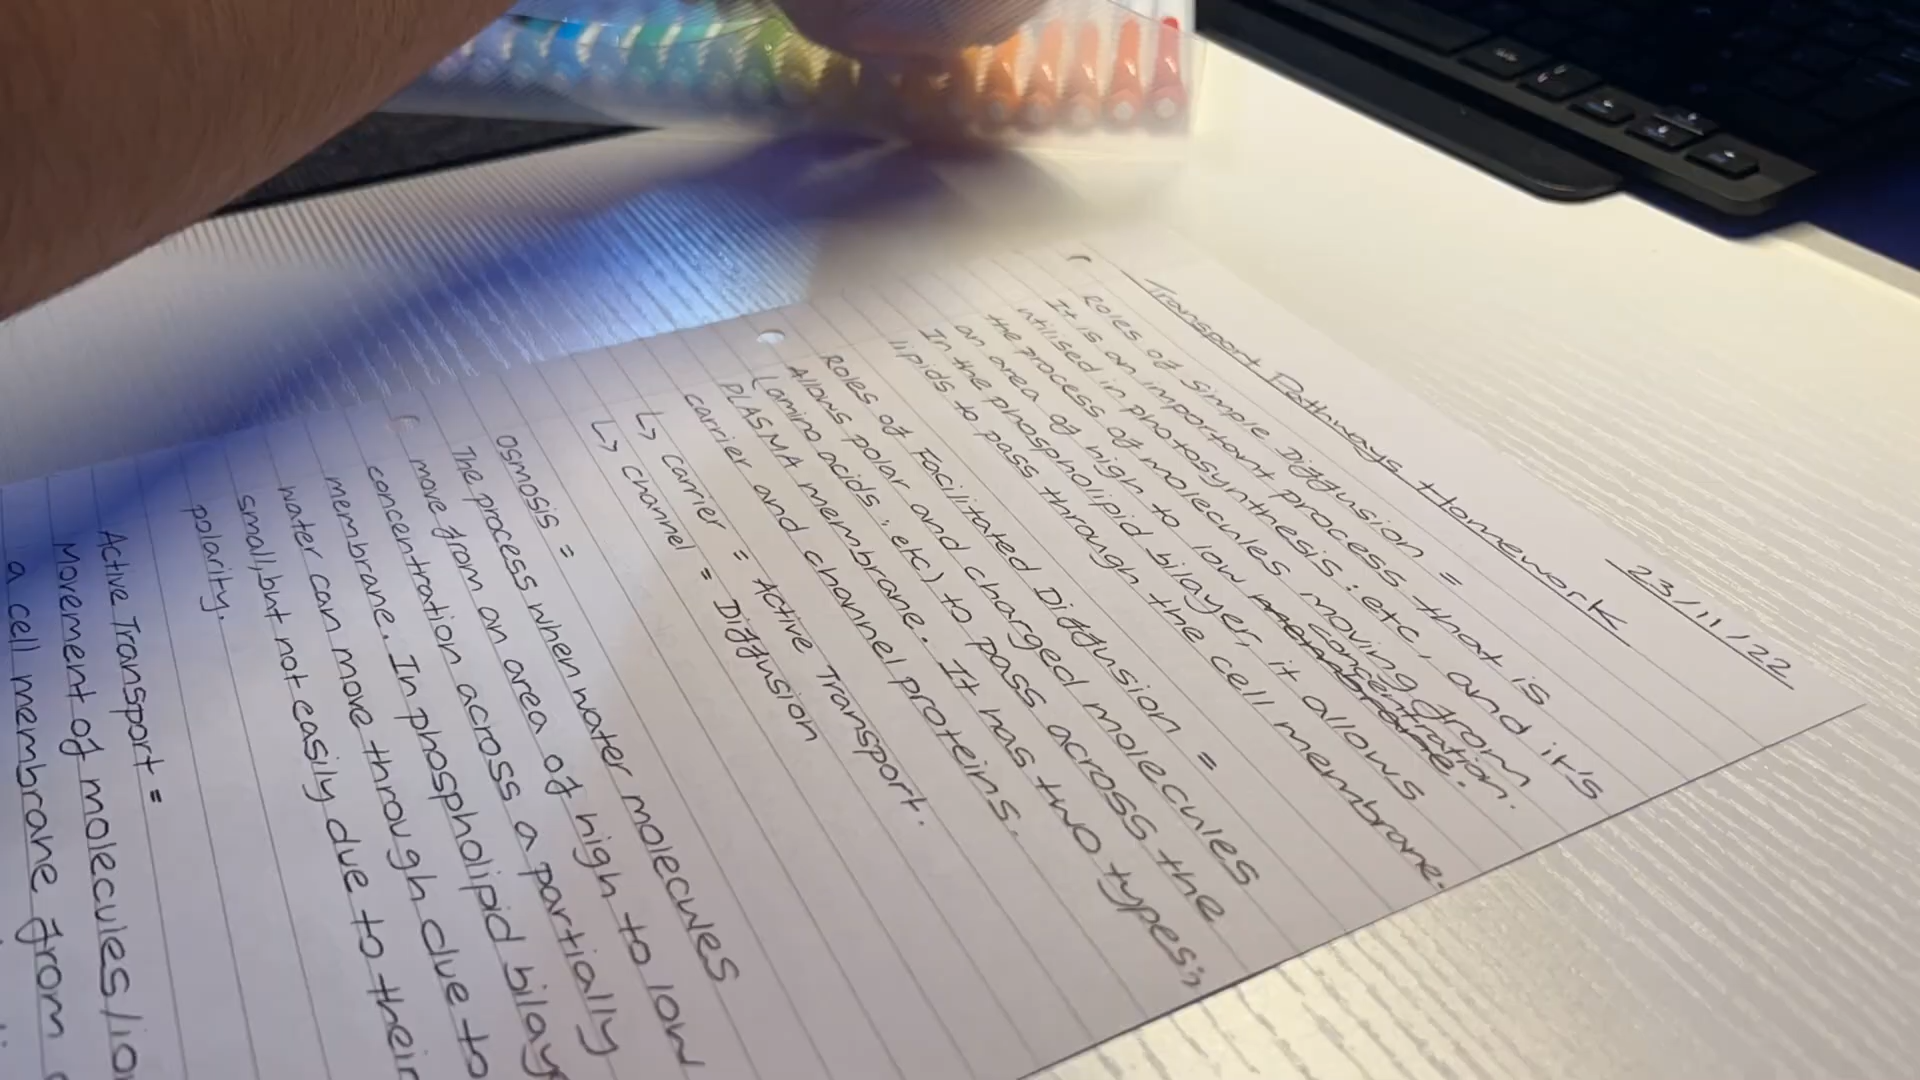 23/11/22
Transport Pathways Homework
Roles of Simple Diffusion =
It is an important process that is
utilised in photosynthesis : etc, and it's
the process of molecules moving from
an area of high to low concentration.
In the phospholipid bilayer, it allows
lipids to pass through the cell membrane.
Roles of Facilitated Diffusion =
Allows polar and charged molecules
(amino acids : etc) to pass across the
PLASMA membrane. It has two types;
carrier and channel proteins.
↳ carrier = Active Transport.
↳ channel = Diffusion
osmosis =
The process when water molecules
move from an area of high to low
concentration across a partially
membrane. In phospholipid bilay
water can move through due to
small, but not easily due to their
polarity.
Active Transport =
Movement of molecules/io
a cell membrane from